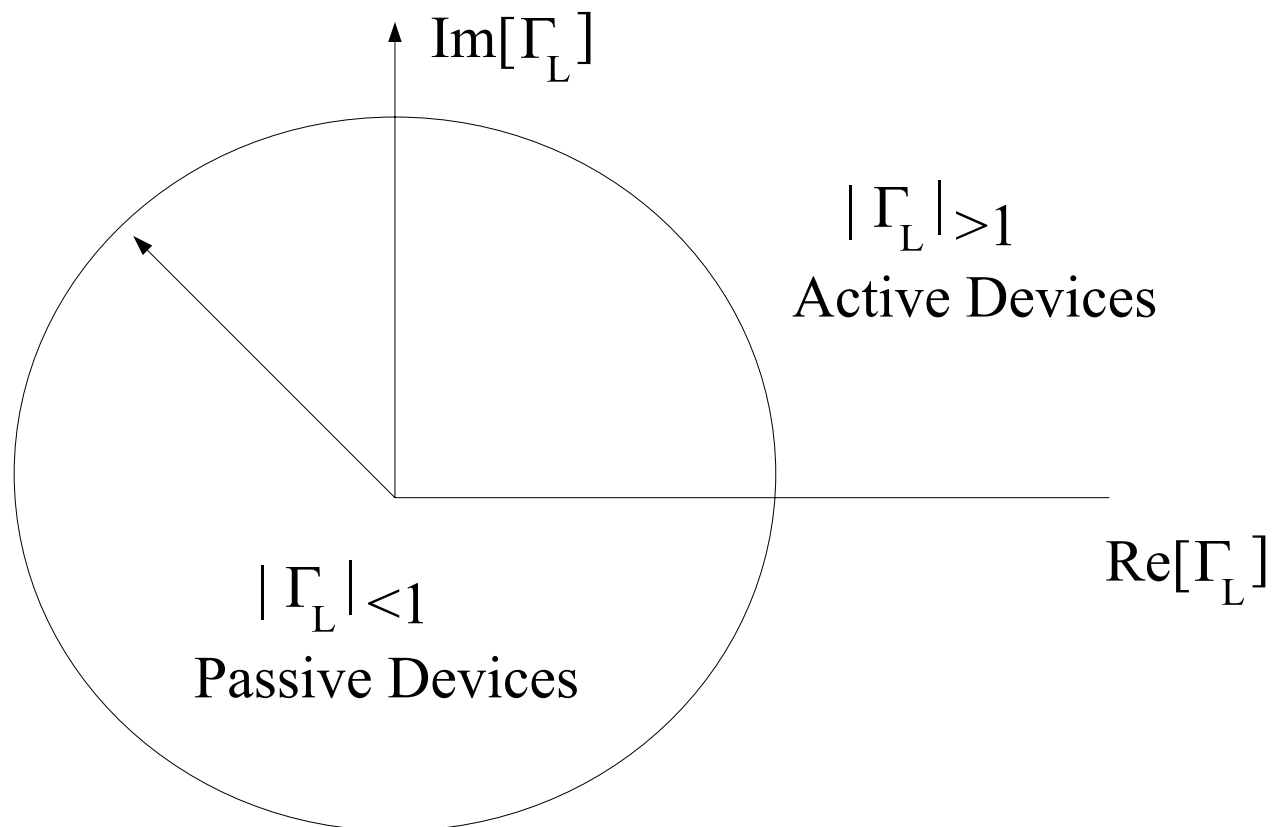 Im[Γ_L]
|Γ_L|>1
Active Devices
Re[Γ_L]
|Γ_L|<1
Passive Devices